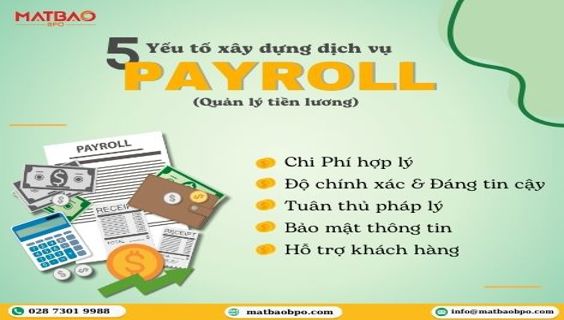 MATBAO
BPO
5 Yếu tố xây dựng dịch vụ
PAYROLL
(Quản lý tiền lương)
PAYROLL
RECEIPT
TOTAL
Chi Phí hợp lý
Độ chính xác & Đáng tin cậy
Tuân thủ pháp lý
Bảo mật thông tin
Hỗ trợ khách hàng
028 7301 9988
matbaobpo.com
info@matbaobpo.com